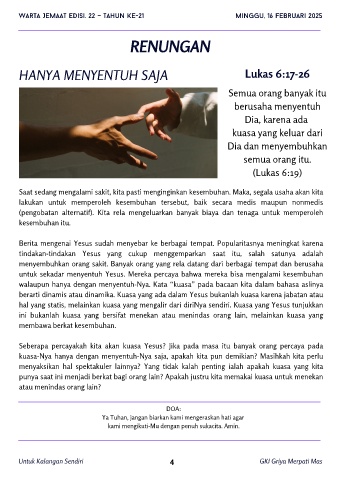 WARTA JEMAAT EDISI. 22 – TAHUN KE-21
MINGGU, 16 FEBRUARI 2025
RENUNGAN
HANYA MENYENTUH SAJA
Lukas 6:17-26
Semua orang banyak itu
berusaha menyentuh
Dia, karena ada
kuasa yang keluar dari
Dia dan menyembuhkan
semua orang itu.
(Lukas 6:19)
Saat sedang mengalami sakit, kita pasti menginginkan kesembuhan. Maka, segala usaha akan kita
lakukan untuk memperoleh kesembuhan tersebut, baik secara medis maupun nonmedis
(pengobatan alternatif). Kita rela mengeluarkan banyak biaya dan tenaga untuk memperoleh
kesembuhan itu.
Berita mengenai Yesus sudah menyebar ke berbagai tempat. Popularitasnya meningkat karena
tindakan-tindakan Yesus yang cukup menggemparkan saat itu, salah satunya adalah
menyembuhkan orang sakit. Banyak orang yang rela datang dari berbagai tempat dan berusaha
untuk sekadar menyentuh Yesus. Mereka percaya bahwa mereka bisa mengalami kesembuhan
walaupun hanya dengan menyentuh-Nya. Kata “kuasa” pada bacaan kita dalam bahasa aslinya
berarti dinamis atau dinamika. Kuasa yang ada dalam Yesus bukanlah kuasa karena jabatan atau
hal yang statis, melainkan kuasa yang mengalir dari diriNya sendiri. Kuasa yang Yesus tunjukkan
ini bukanlah kuasa yang bersifat menekan atau menindas orang lain, melainkan kuasa yang
membawa berkat kesembuhan.
Seberapa percayakah kita akan kuasa Yesus? Jika pada masa itu banyak orang percaya pada
kuasa-Nya hanya dengan menyentuh-Nya saja, apakah kita pun demikian? Masihkah kita perlu
menyaksikan hal spektakuler lainnya? Yang tidak kalah penting ialah apakah kuasa yang kita
punya saat ini menjadi berkat bagi orang lain? Apakah justru kita memakai kuasa untuk menekan
atau menindas orang lain?
DOA:
Ya Tuhan, jangan biarkan kami mengeraskan hati agar
kami mengikuti-Mu dengan penuh sukacita. Amin.
Untuk Kalangan Sendiri
4
GKI Griya Merpati Mas